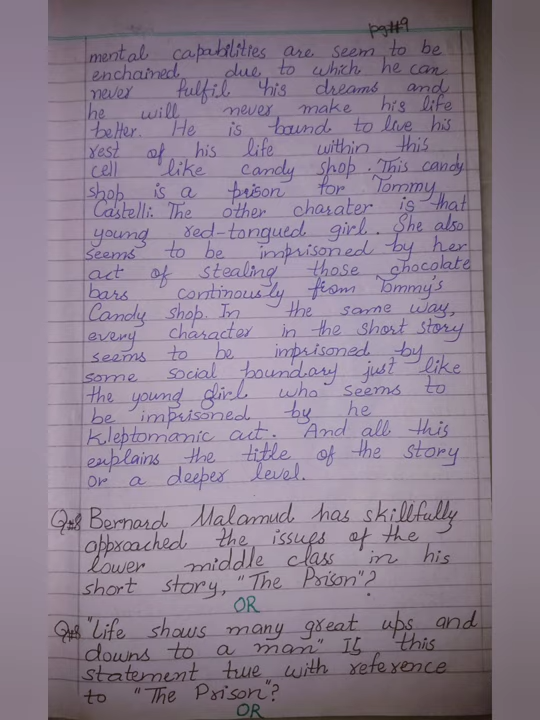 pg#9
mental capabilities are seem to be
enchained due to which he can
never fulfil his dreams and
he will never make his life
better. He is bound to live his
rest of his life within this
cell like candy shop. This candy
shop is a prison for Tommy
Castelli. The other charater is that
young red-tongued girl. She also
seems to be imprisoned by her
act of stealing those chocolate
bars continously from Tommy's
Candy shop. In the same way,
every character in the short story
seems to be imprisoned by
some social boundary just like
the young girl who seems to
be imprisoned by he
Kleptomanic act. And all this
explains the title of the story
or a deeper level.
Q#8 Bernard Malamud has skillfully
approached the issues of the
lower middle class in his
short story, "The Prison"?
OR
Q#8 "Life shows many great ups and
downs to a man" Is this
statement true with reference
to "The Prison"?
OR